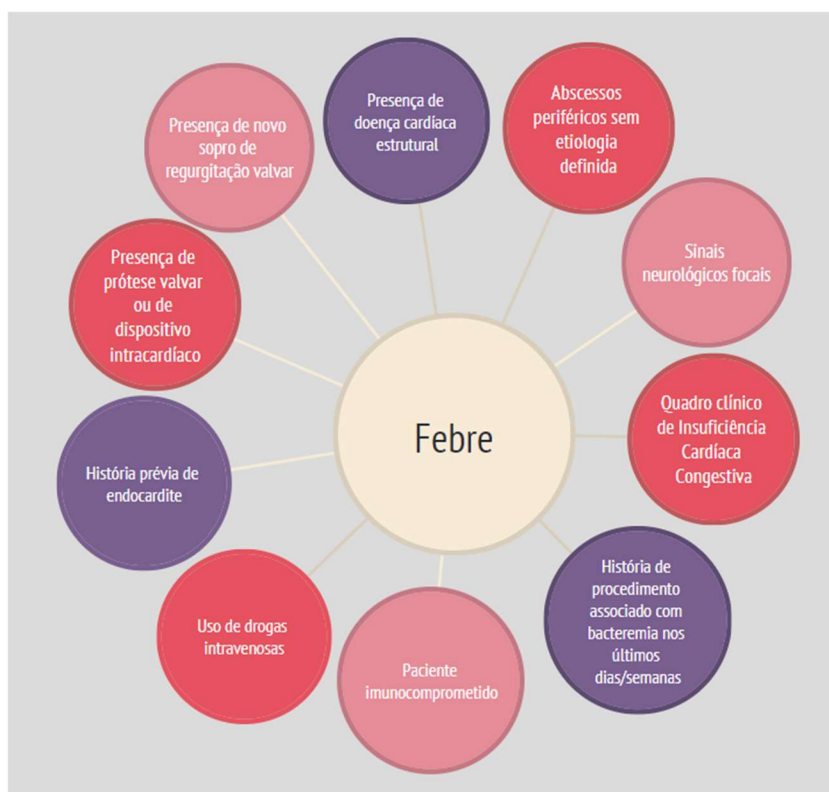 Presença de
doença cardíaca
estrutural
Abscessos
periféricos sem
etiologia
definida
Sinais
neurológicos focais
Quadro clínico
de Insuficiência
Cardíaca
Congestiva
História de
procedimento
associado com
bacteremia nos
últimos
dias/semanas
Paciente
imunocomprometido
Uso de drogas
intravenosas
História prévia de
endocardite
Presença de
prótese valvar
ou de
dispositivo
intracardíaco
Presença de novo
sopro de
regurgitação valvar
Febre